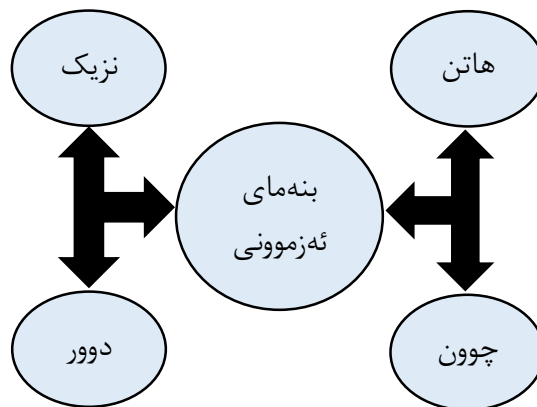 هاتن
نزیک
بنەمای
ئەزموونی
چوون
دوور